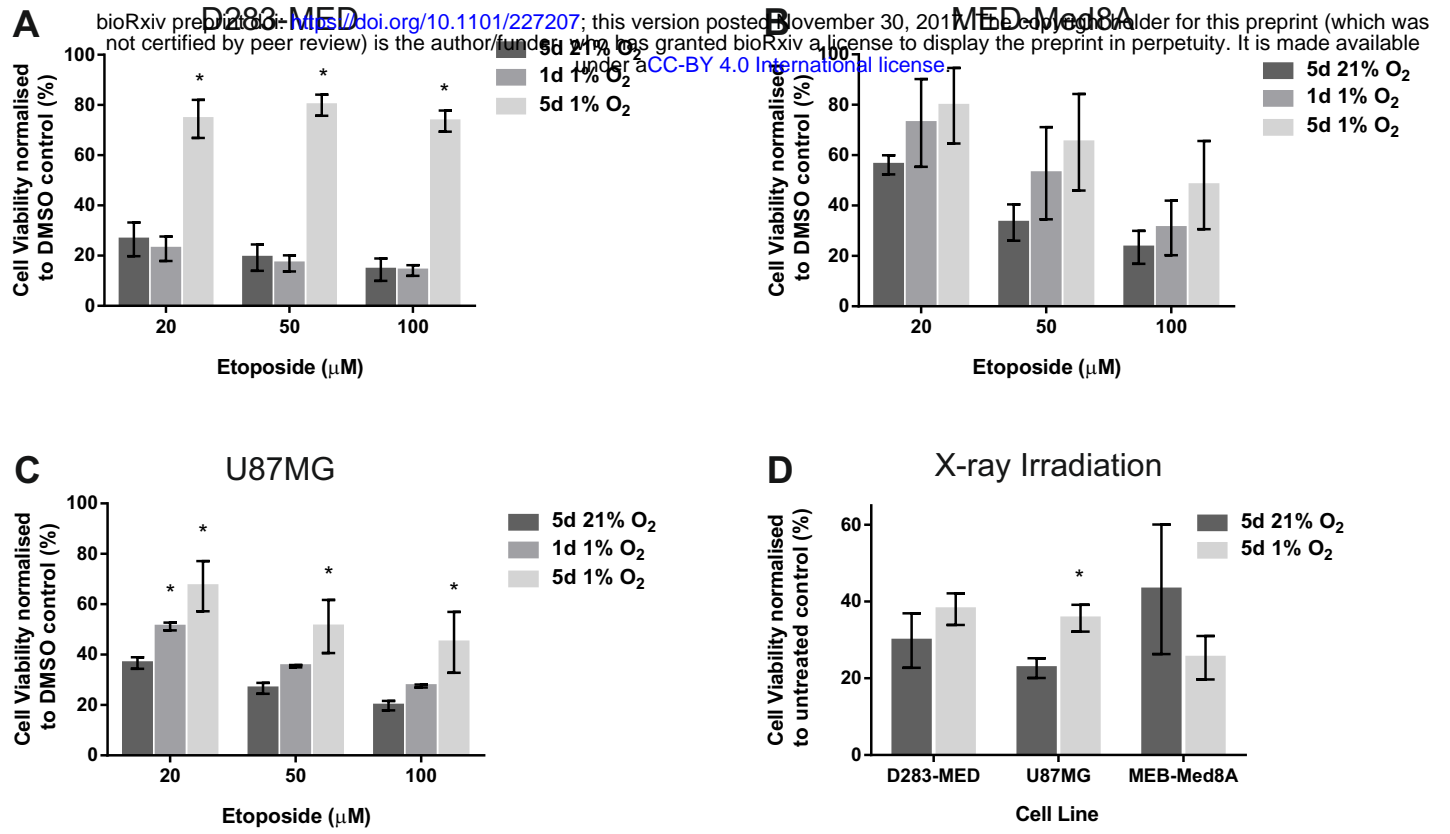 bioRxiv preprint doi: https://doi.org/10.1101/227207; this version posted November 30, 2017. The copyright holder for this preprint (which was
not certified by peer review) is the author/funder, who has granted bioRxiv a license to display the preprint in perpetuity. It is made available
under aCC-BY 4.0 International license.
A
D283-MED
Cell Viability normalised
to DMSO control (%)
100
80
60
40
20
0
* * *
20 50 100
Etoposide (μM)
5d 21% O2
1d 1% O2
5d 1% O2
B
MED-Med8A
Cell Viability normalised
to DMSO control (%)
100
80
60
40
20
0
20 50 100
Etoposide (μM)
5d 21% O2
1d 1% O2
5d 1% O2
C
U87MG
Cell Viability normalised
to DMSO control (%)
100
80
60
40
20
0
* * * *
20 50 100
Etoposide (μM)
5d 21% O2
1d 1% O2
5d 1% O2
D
X-ray Irradiation
Cell Viability normalised
to untreated control (%)
60
40
20
0
*
D283-MED U87MG MEB-Med8A
Cell Line
5d 21% O2
5d 1% O2